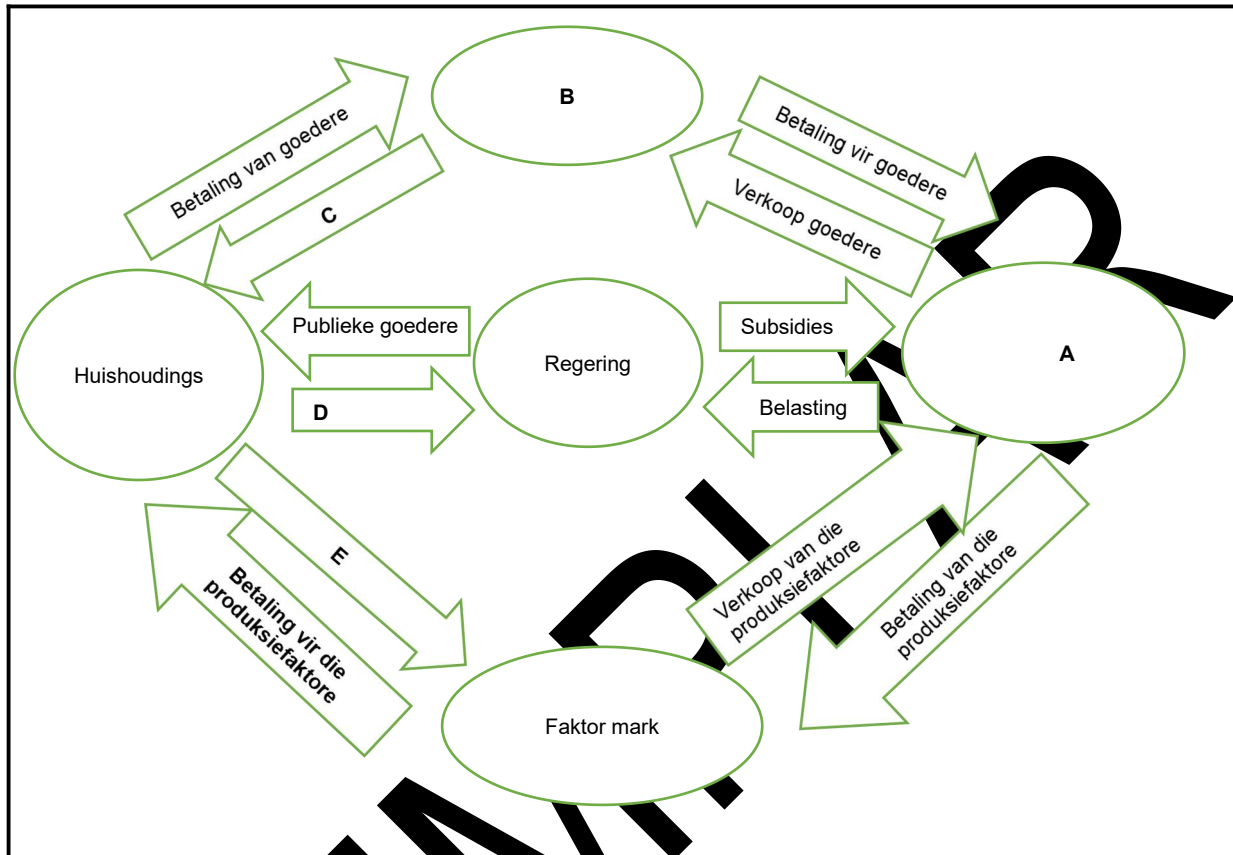 B
Betaling van goedere
C
Betaling vir goedere
Verkoop goedere
Huishoudings
Publieke goedere
D
Regering
Subsidies
Belasting
A
E
Betaling vir die
produksiefaktore
Verkoop van die
produksiefaktore
Betaling van die
produksiefaktore
Faktor mark